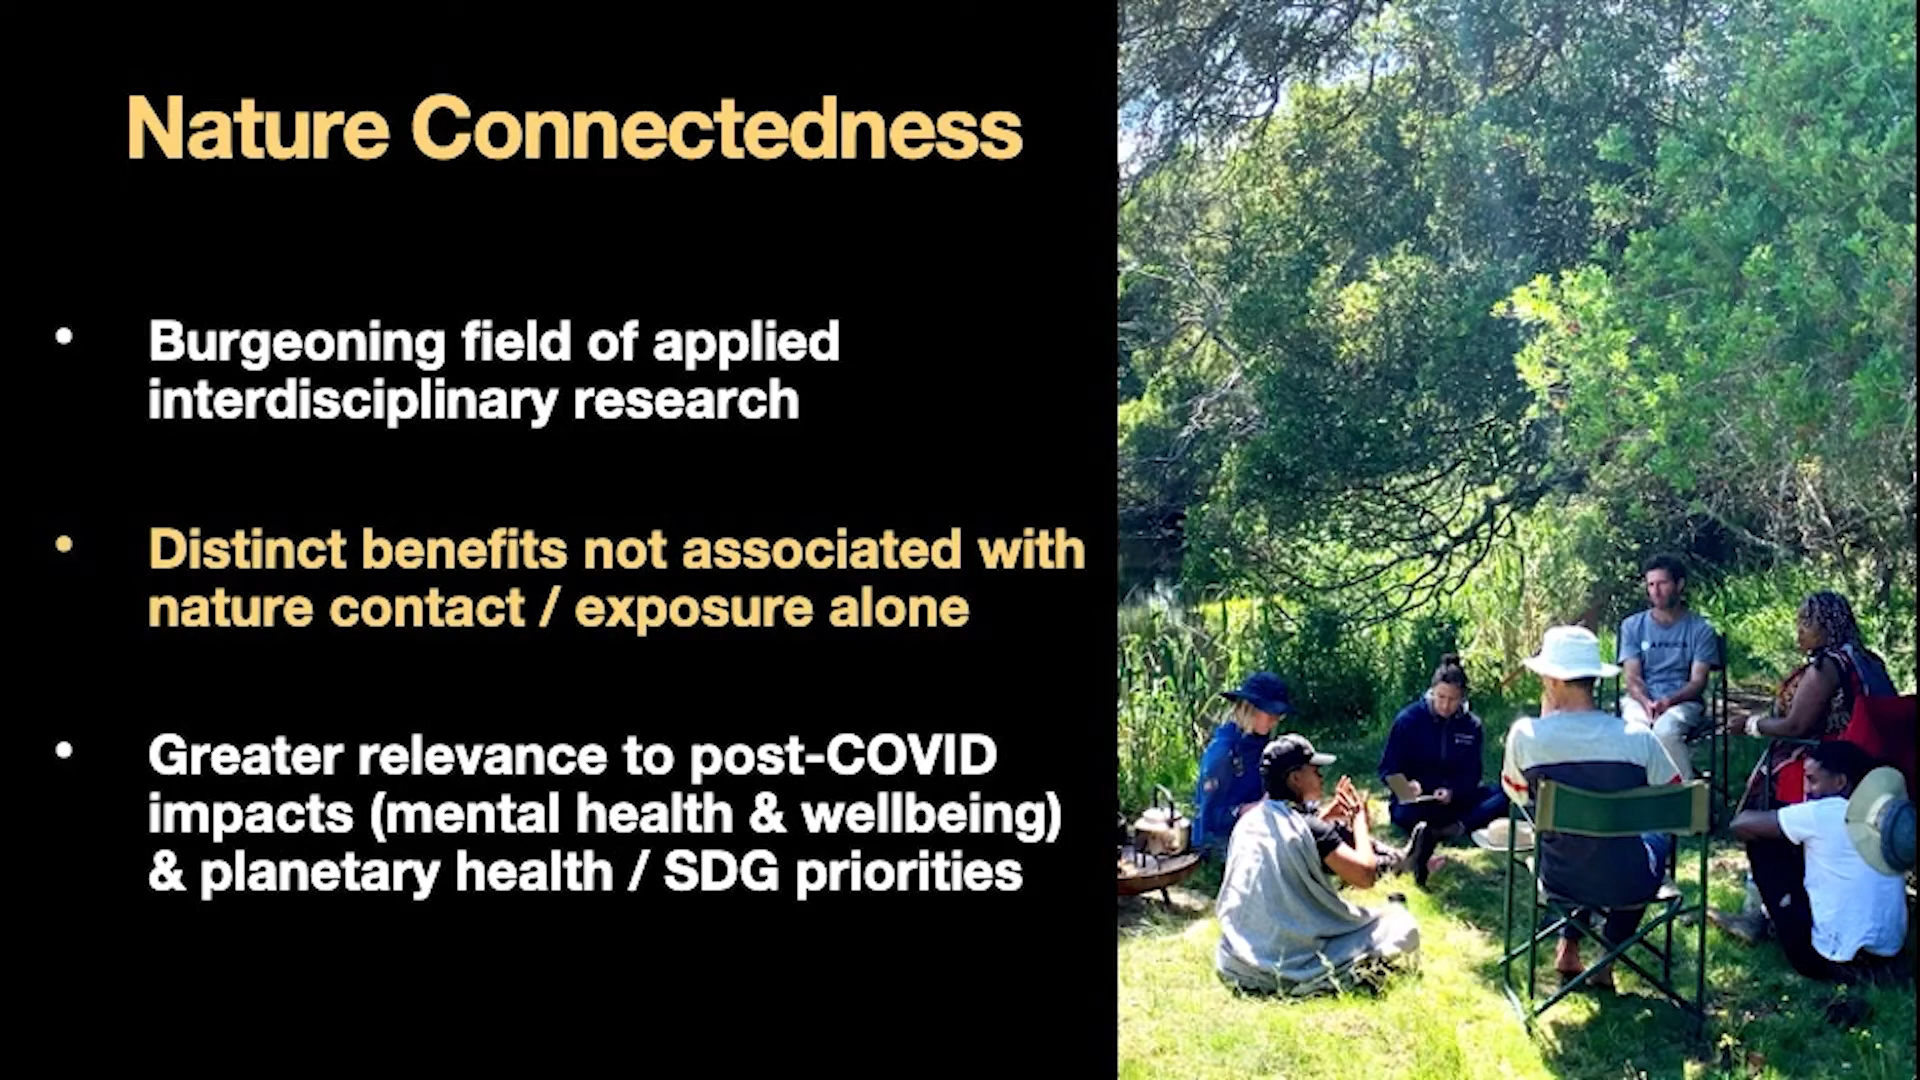 Nature Connectedness
• Burgeoning field of applied
interdisciplinary research
• Distinct benefits not associated with
nature contact / exposure alone
• Greater relevance to post-COVID
impacts (mental health & wellbeing)
& planetary health / SDG priorities
AFRICA